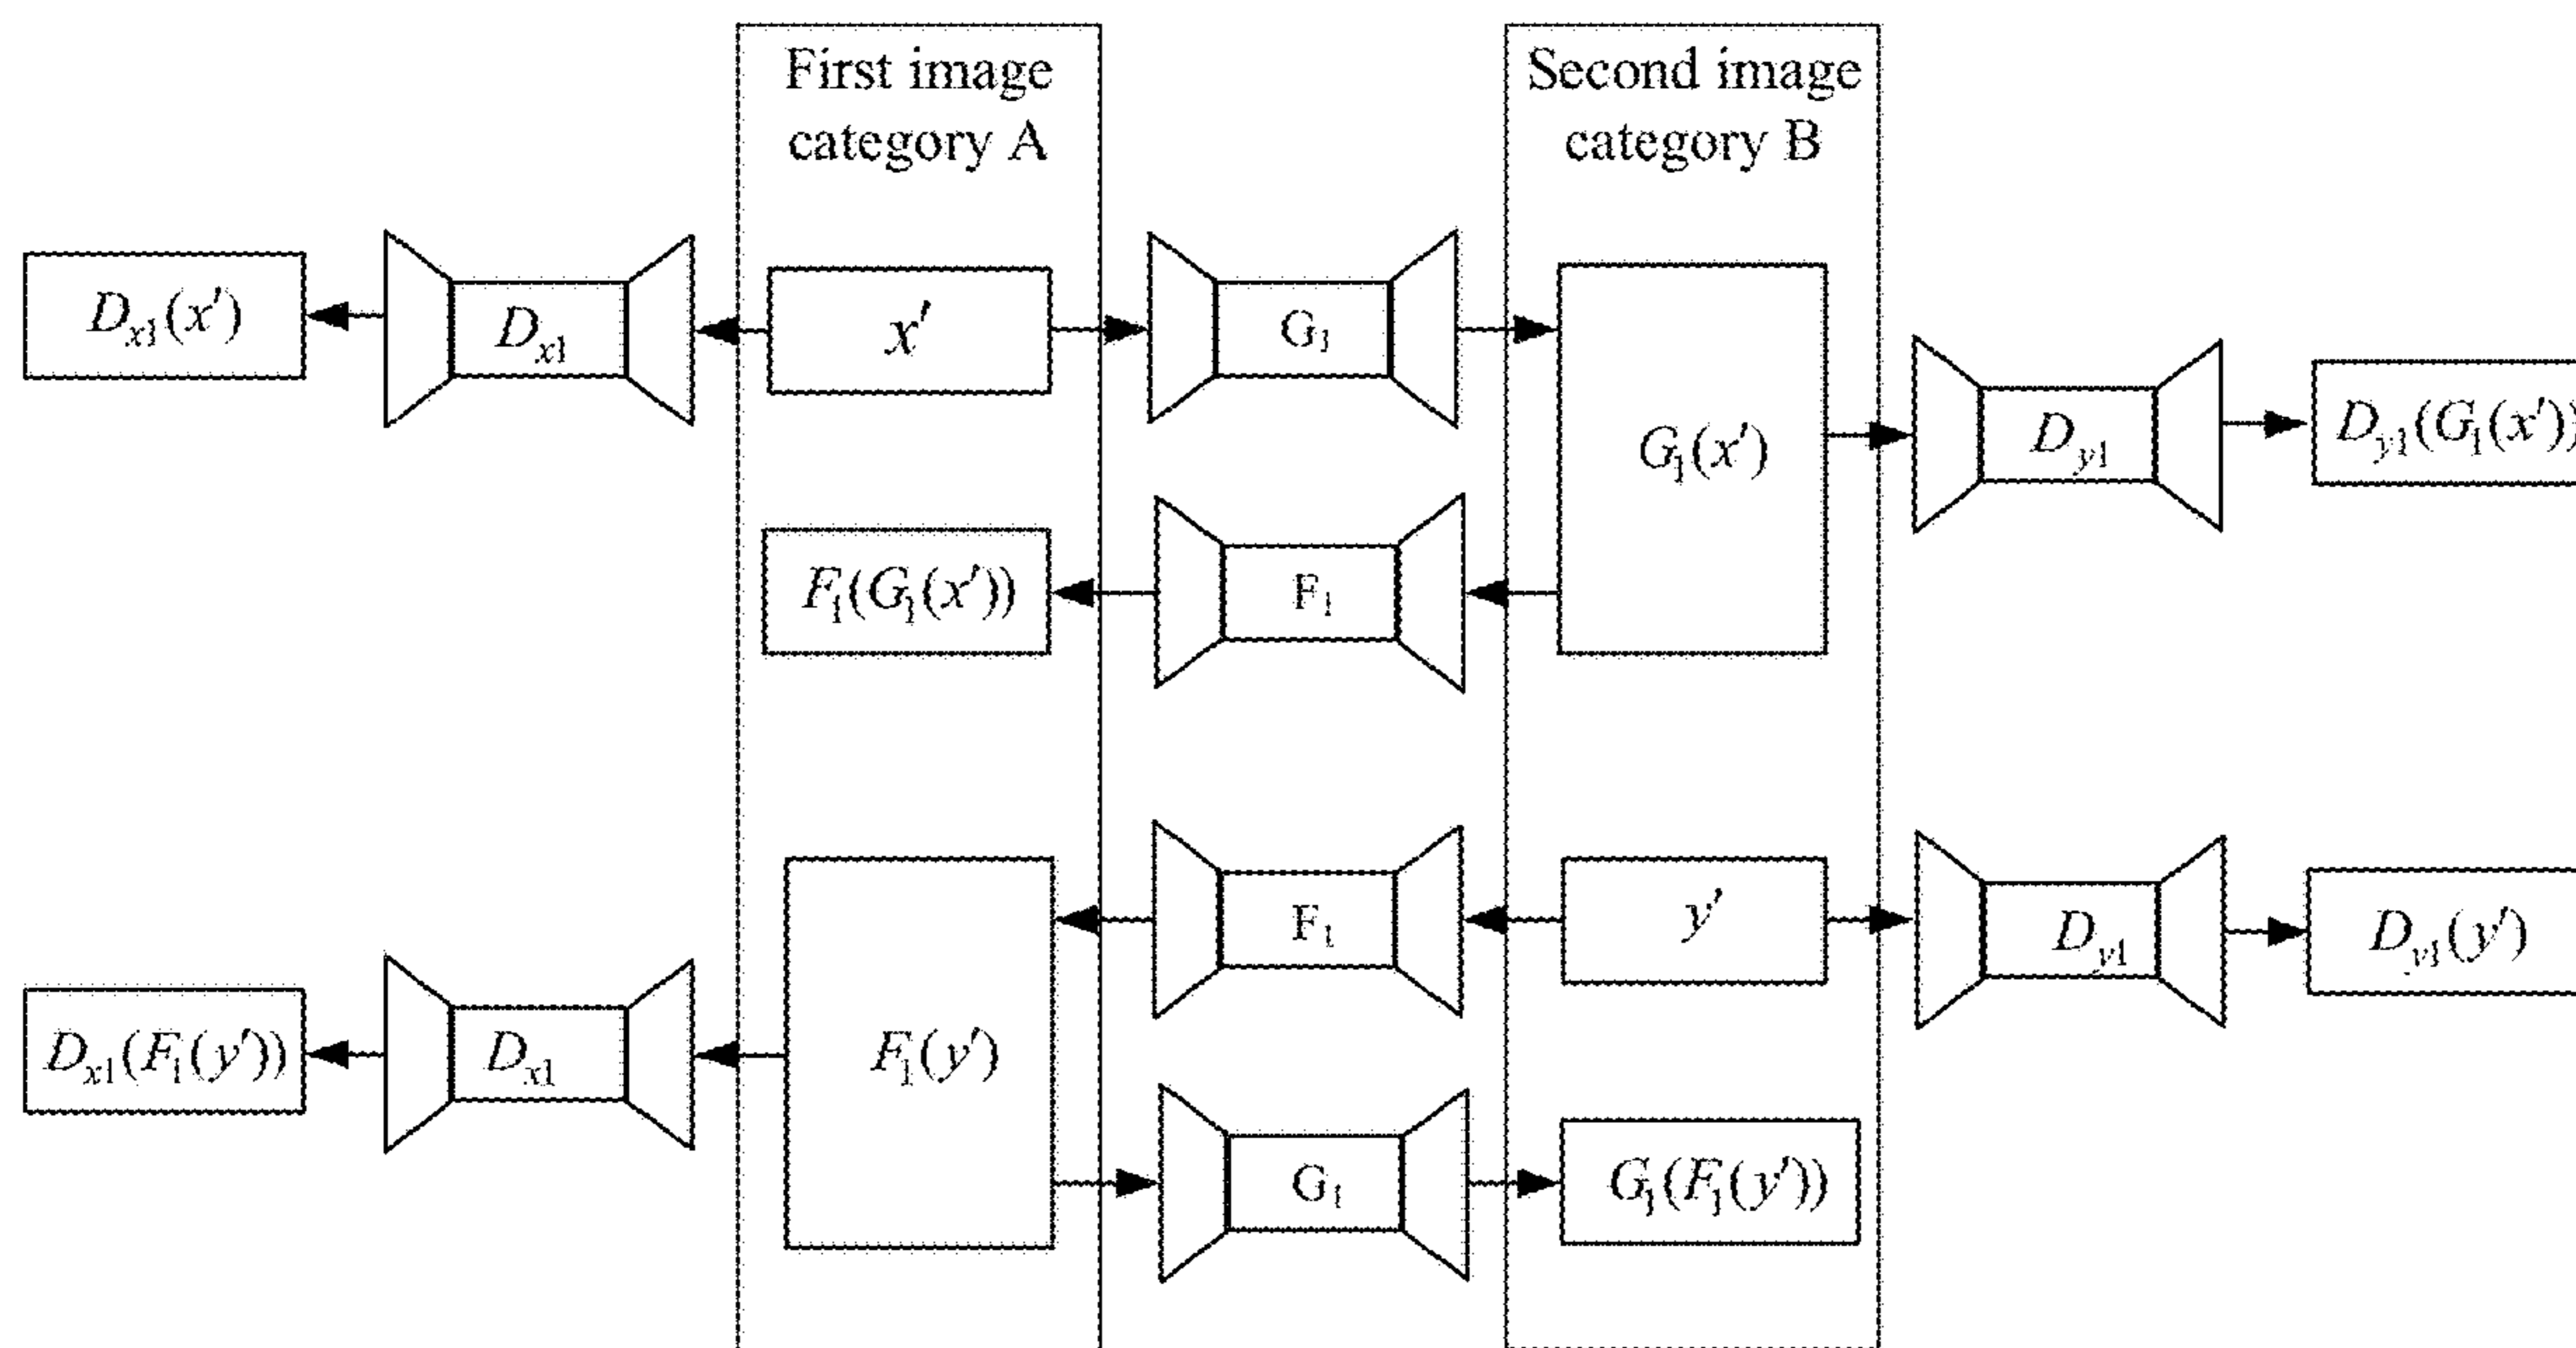 First image
category A
Second image
category B
Dx1(x′)
Dx1
x′
G1
G1(x′)
Dy1
Dy1(G1(x′))
F1(G1(x′))
F1
F1
y′
Dy1
Dy1(y′)
Dx1(F1(y′))
Dx1
F1(y′)
G1
G1(F1(y′))